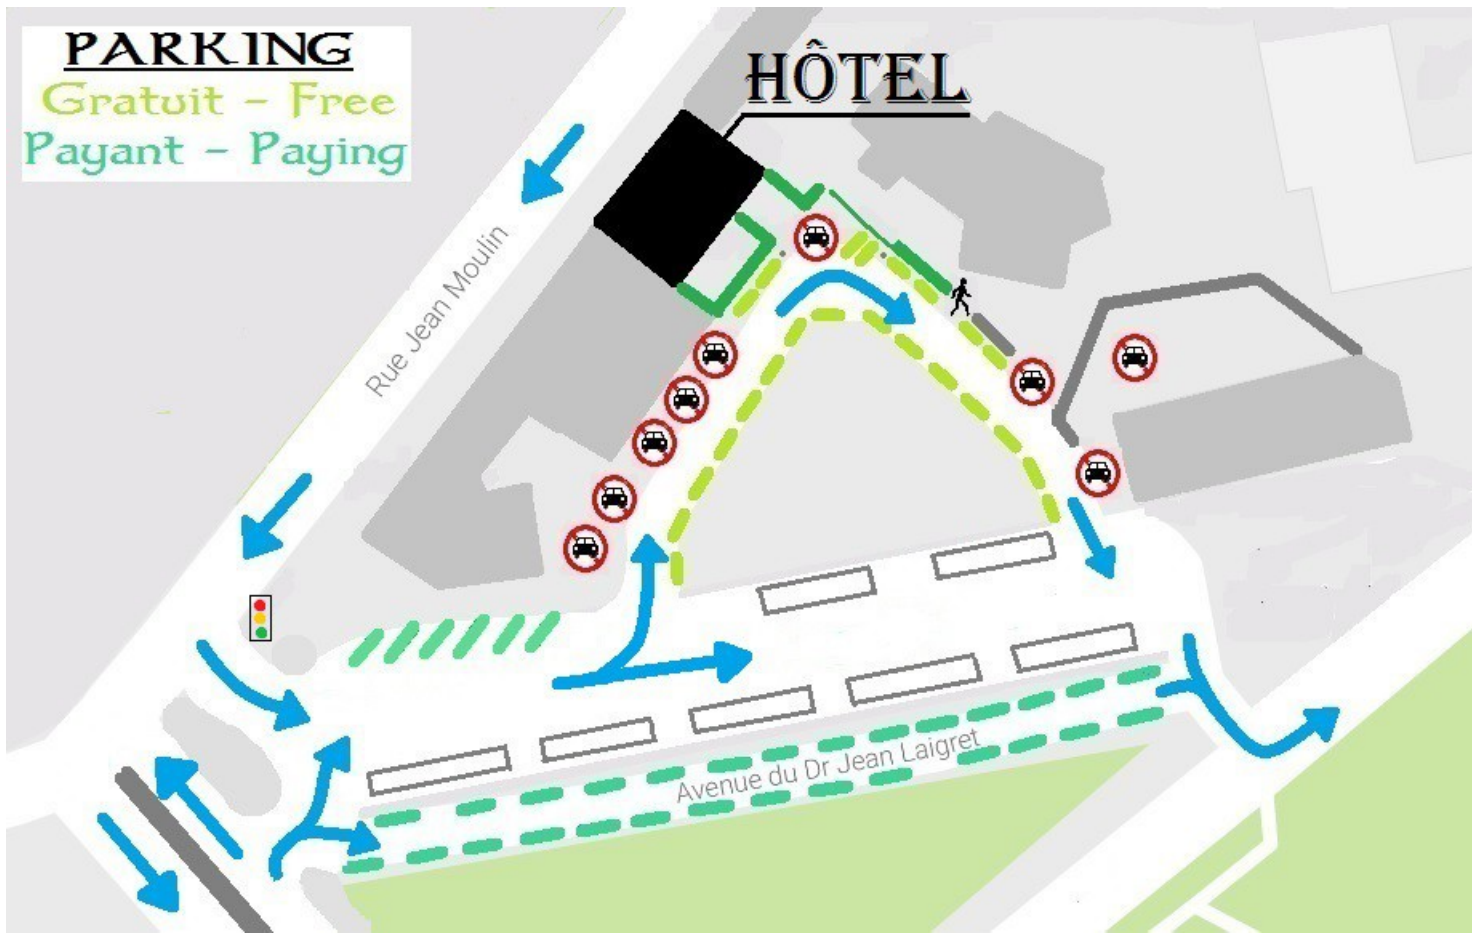 PARKING
Gratuit - Free
Payant - Paying
HÔTEL
Rue Jean Moulin
Avenue du Dr Jean Laigret